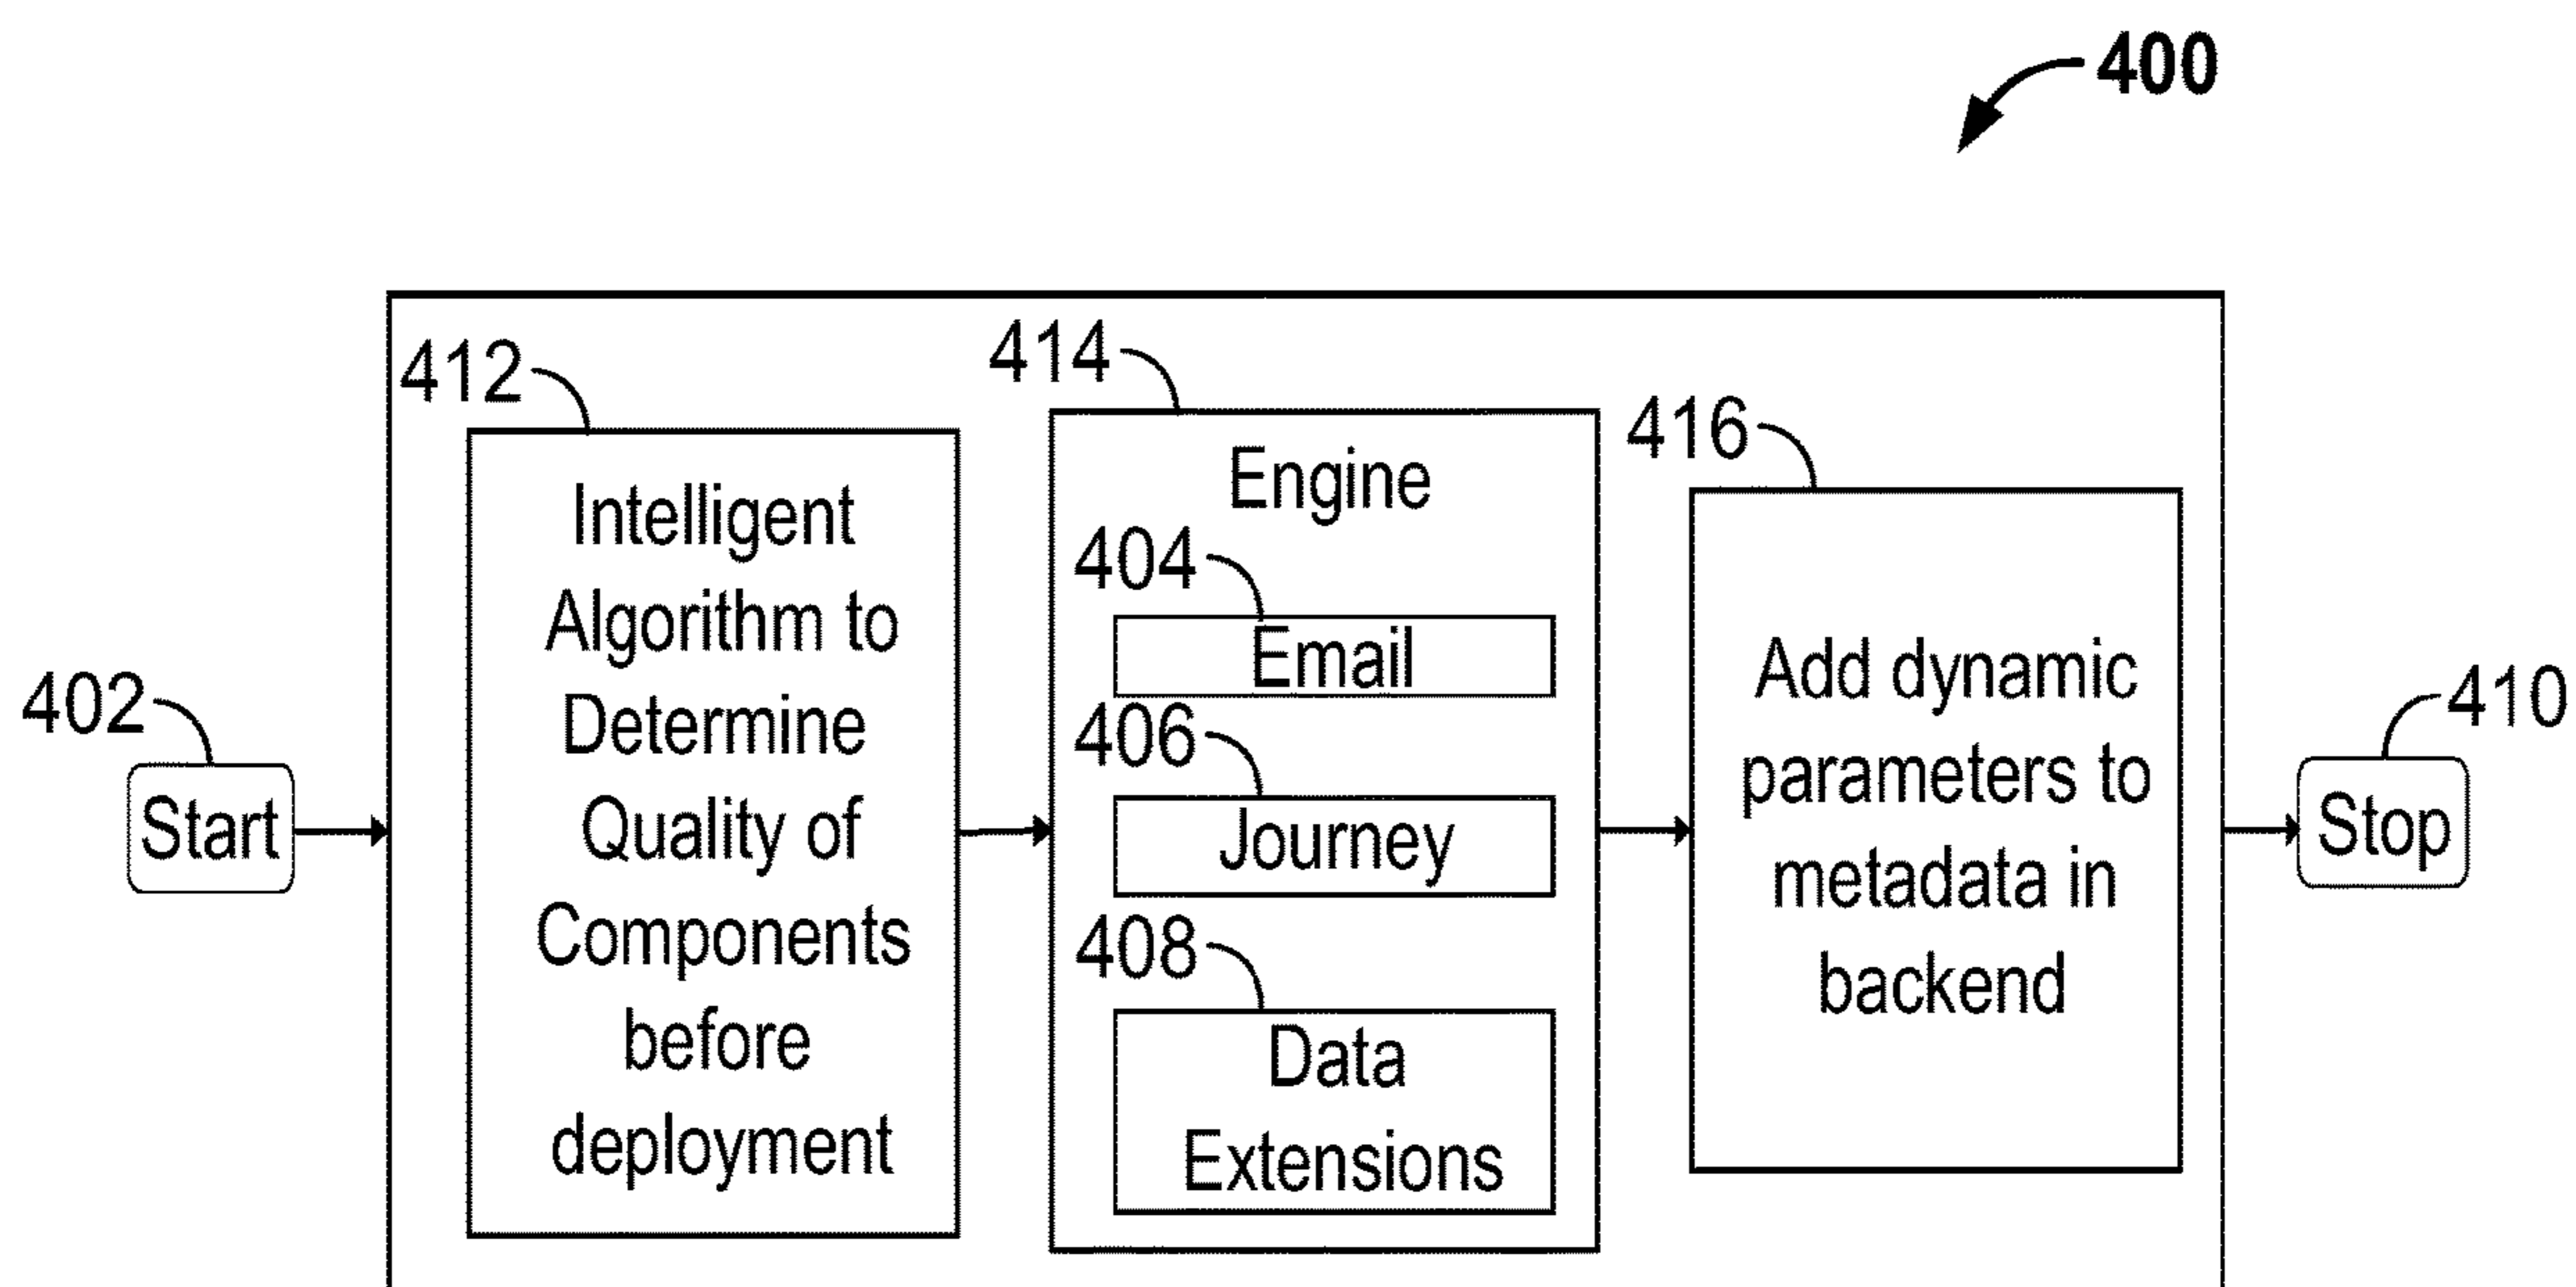 400
412
Intelligent
Algorithm to
Determine
Quality of
Components
before
deployment
414
Engine
404
Email
406
Journey
408
Data
Extensions
416
Add dynamic
parameters to
metadata in
backend
402
Start
410
Stop